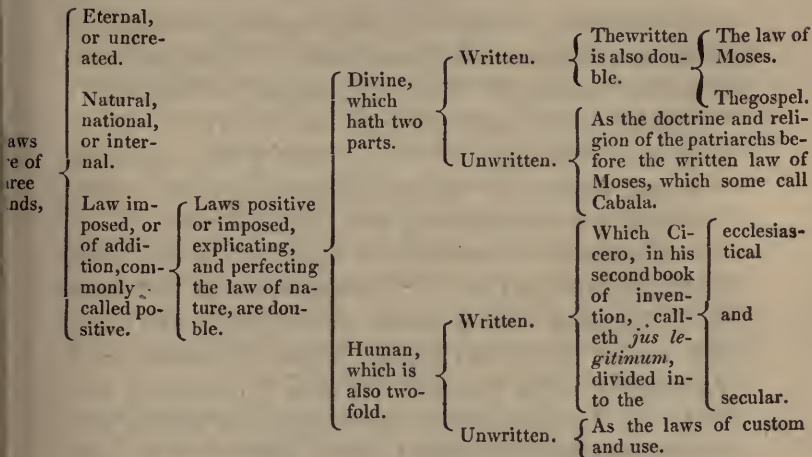 aws
e of
ree
nds,
Eternal,
or uncre-
ated.
Natural,
national,
or inter-
nal.
Law im-
posed, or
of addi-
tion,com-
monly
called po-
sitive.
Laws positive
or imposed,
explicating,
and perfecting
the law of na-
ture, are dou-
ble.
Divine,
which
hath two
parts.
Written.
Thewritten
is also dou-
ble.
The law of
Moses.
Thegospel.
Unwritten.
As the doctrine and reli-
gion of the patriarchs be-
fore the written law of
Moses, which some call
Cabala.
Human,
which is
also two-
fold.
Written.
Which Ci-
cero, in his
second book
of inven-
tion, call-
eth jus le-
gitimum,
divided in-
to the
ecclesias-
tical
and
secular.
Unwritten.
As the laws of custom
and use.